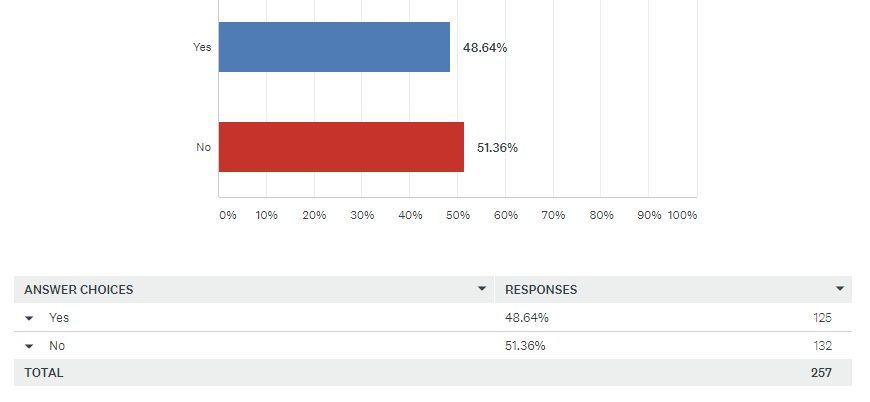 Yes 48.64%
No 51.36%
0% 10% 20% 30% 40% 50% 60% 70% 80% 90% 100%
ANSWER CHOICES RESPONSES
Yes 48.64% 125
No 51.36% 132
TOTAL 257